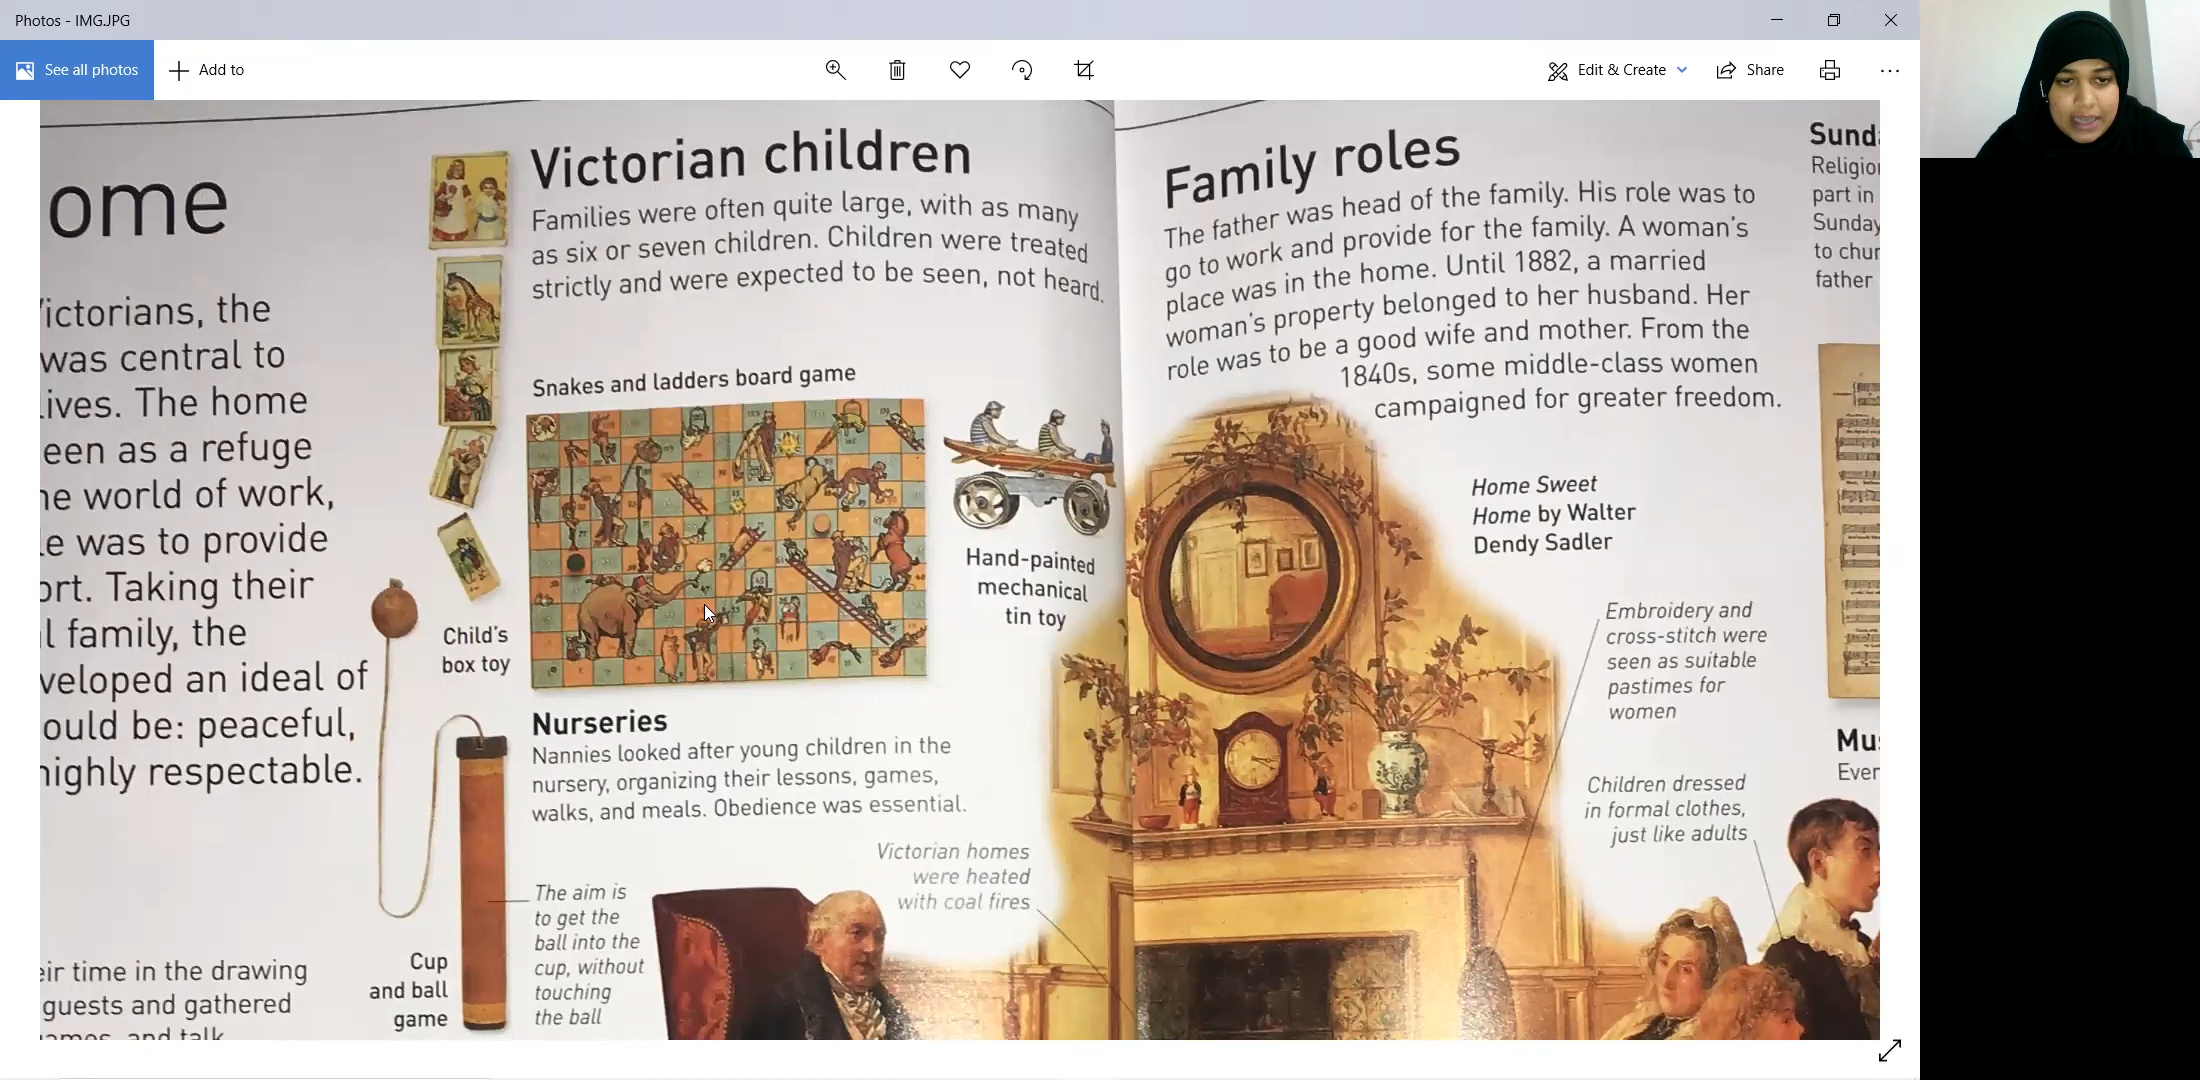 Photos - IMG.JPG
See all photos
Add to
Edit & Create
Share
ome
ictorians, the
was central to
ives. The home
een as a refuge
e world of work,
e was to provide
ort. Taking their
l family, the
veloped an ideal of
ould be: peaceful,
highly respectable.
eir time in the drawing
guests and gathered
ames, and talk
Victorian children
Families were often quite large, with as many
as six or seven children. Children were treated
strictly and were expected to be seen, not heard.
Snakes and ladders board game
Hand-painted
mechanical
tin toy
Child's
box toy
Nurseries
Nannies looked after young children in the
nursery, organizing their lessons, games,
walks, and meals. Obedience was essential.
The aim is
to get the
ball into the
cup, without
touching
the ball
Cup
and ball
game
Victorian homes
were heated
with coal fires
Family roles
The father was head of the family. His role was to
go to work and provide for the family. A woman's
place was in the home. Until 1882, a married
woman's property belonged to her husband. Her
role was to be a good wife and mother. From the
1840s, some middle-class women
campaigned for greater freedom.
Home Sweet
Home by Walter
Dendy Sadler
Embroidery and
cross-stitch were
seen as suitable
pastimes for
women
Children dressed
in formal clothes,
just like adults
Sund
Religio
part in
Sunday
to chur
father
Mus
Ever